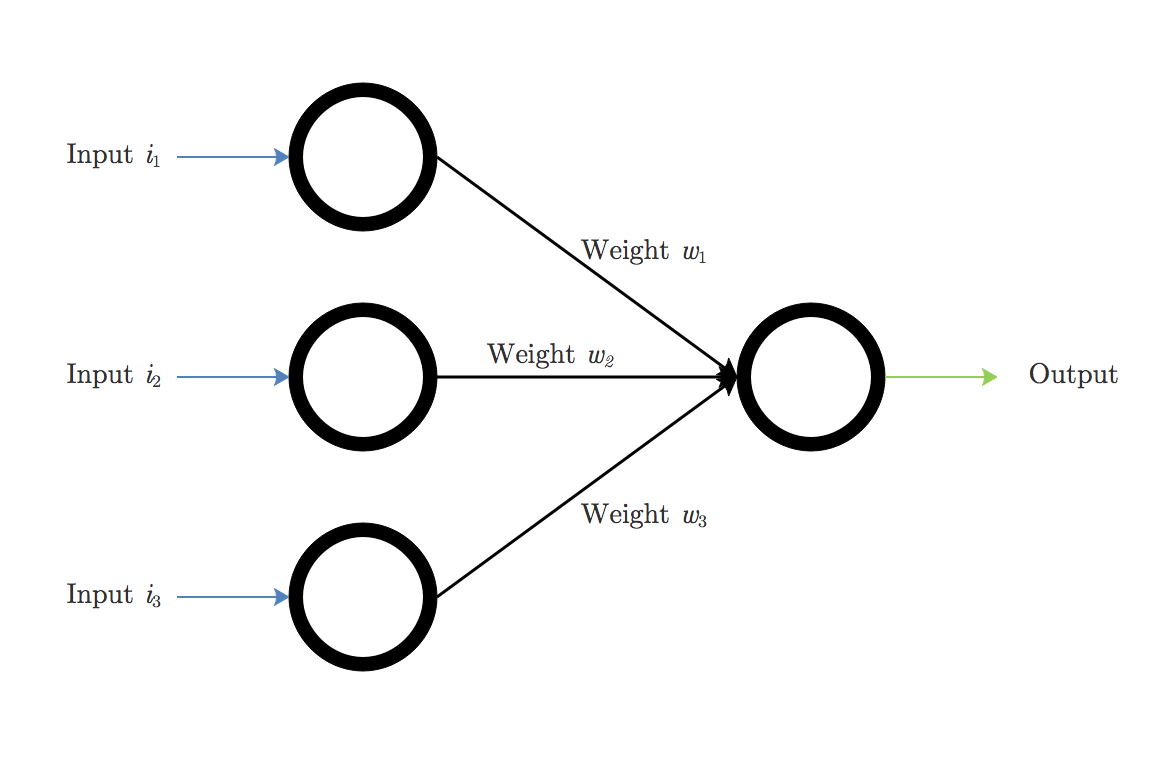 Input i₁
Weight w₁
Weight w₂
Input i₂
Output
Weight w₃
Input i₃